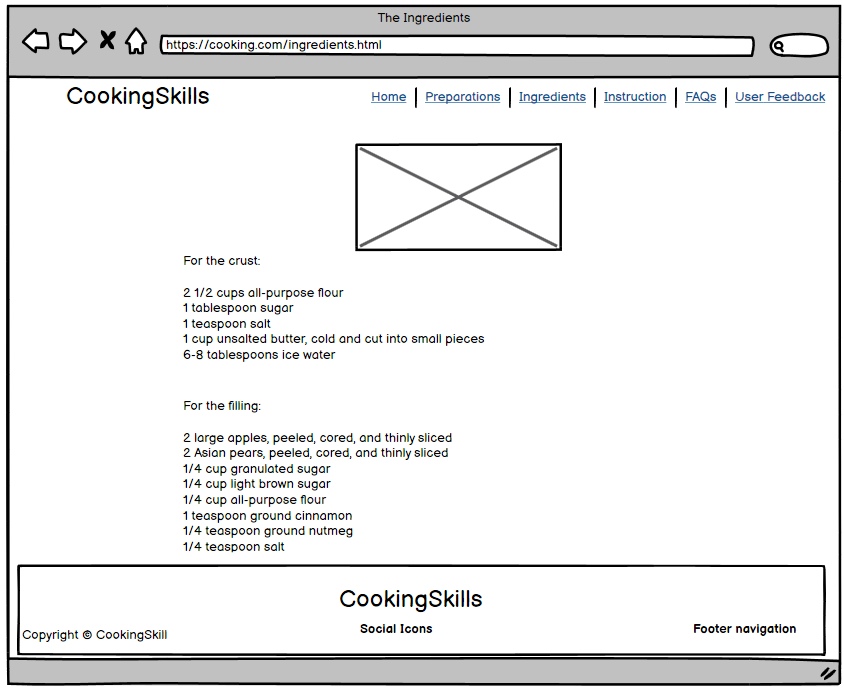 The Ingredients
https://cooking.com/ingredients.html
CookingSkills
Home | Preparations | Ingredients | Instruction | FAQs | User Feedback
For the crust:
2 1/2 cups all-purpose flour
1 tablespoon sugar
1 teaspoon salt
1 cup unsalted butter, cold and cut into small pieces
6-8 tablespoons ice water
For the filling:
2 large apples, peeled, cored, and thinly sliced
2 Asian pears, peeled, cored, and thinly sliced
1/4 cup granulated sugar
1/4 cup light brown sugar
1/4 cup all-purpose flour
1 teaspoon ground cinnamon
1/4 teaspoon ground nutmeg
1/4 teaspoon salt
CookingSkills
Copyright © CookingSkill
Social Icons
Footer navigation